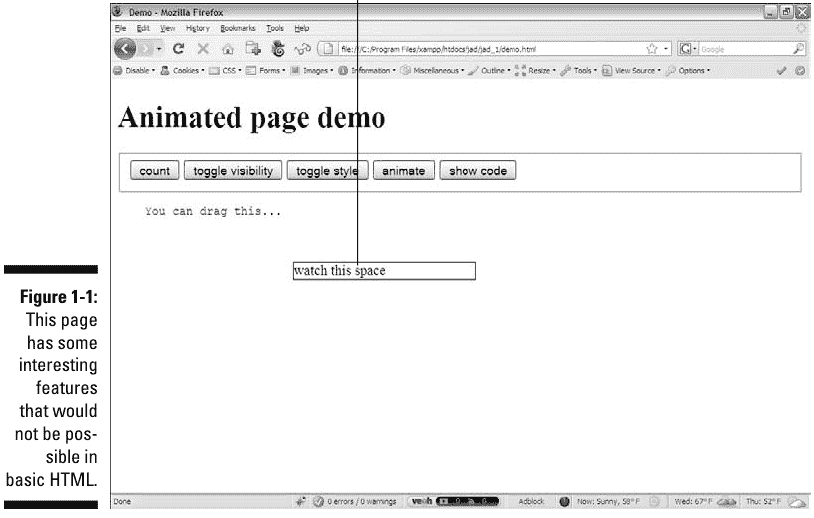 Demo - Mozilla Firefox
File Edit View History Bookmarks Tools Help
file:///C:/Program Files/xampp/htdocs/jad/jad_1/demo.html Google
Disable Cookies CSS Forms Images Information Miscellaneous Outline Resize Tools View Source Options
Animated page demo
count toggle visibility toggle style animate show code
You can drag this...
watch this space
Figure 1-1:
This page
has some
interesting
features
that would
not be pos-
sible in
basic HTML.
Done 0 errors / 0 warnings veoh Adblock Now: Sunny, 58° F Wed: 67° F Thu: 52° F